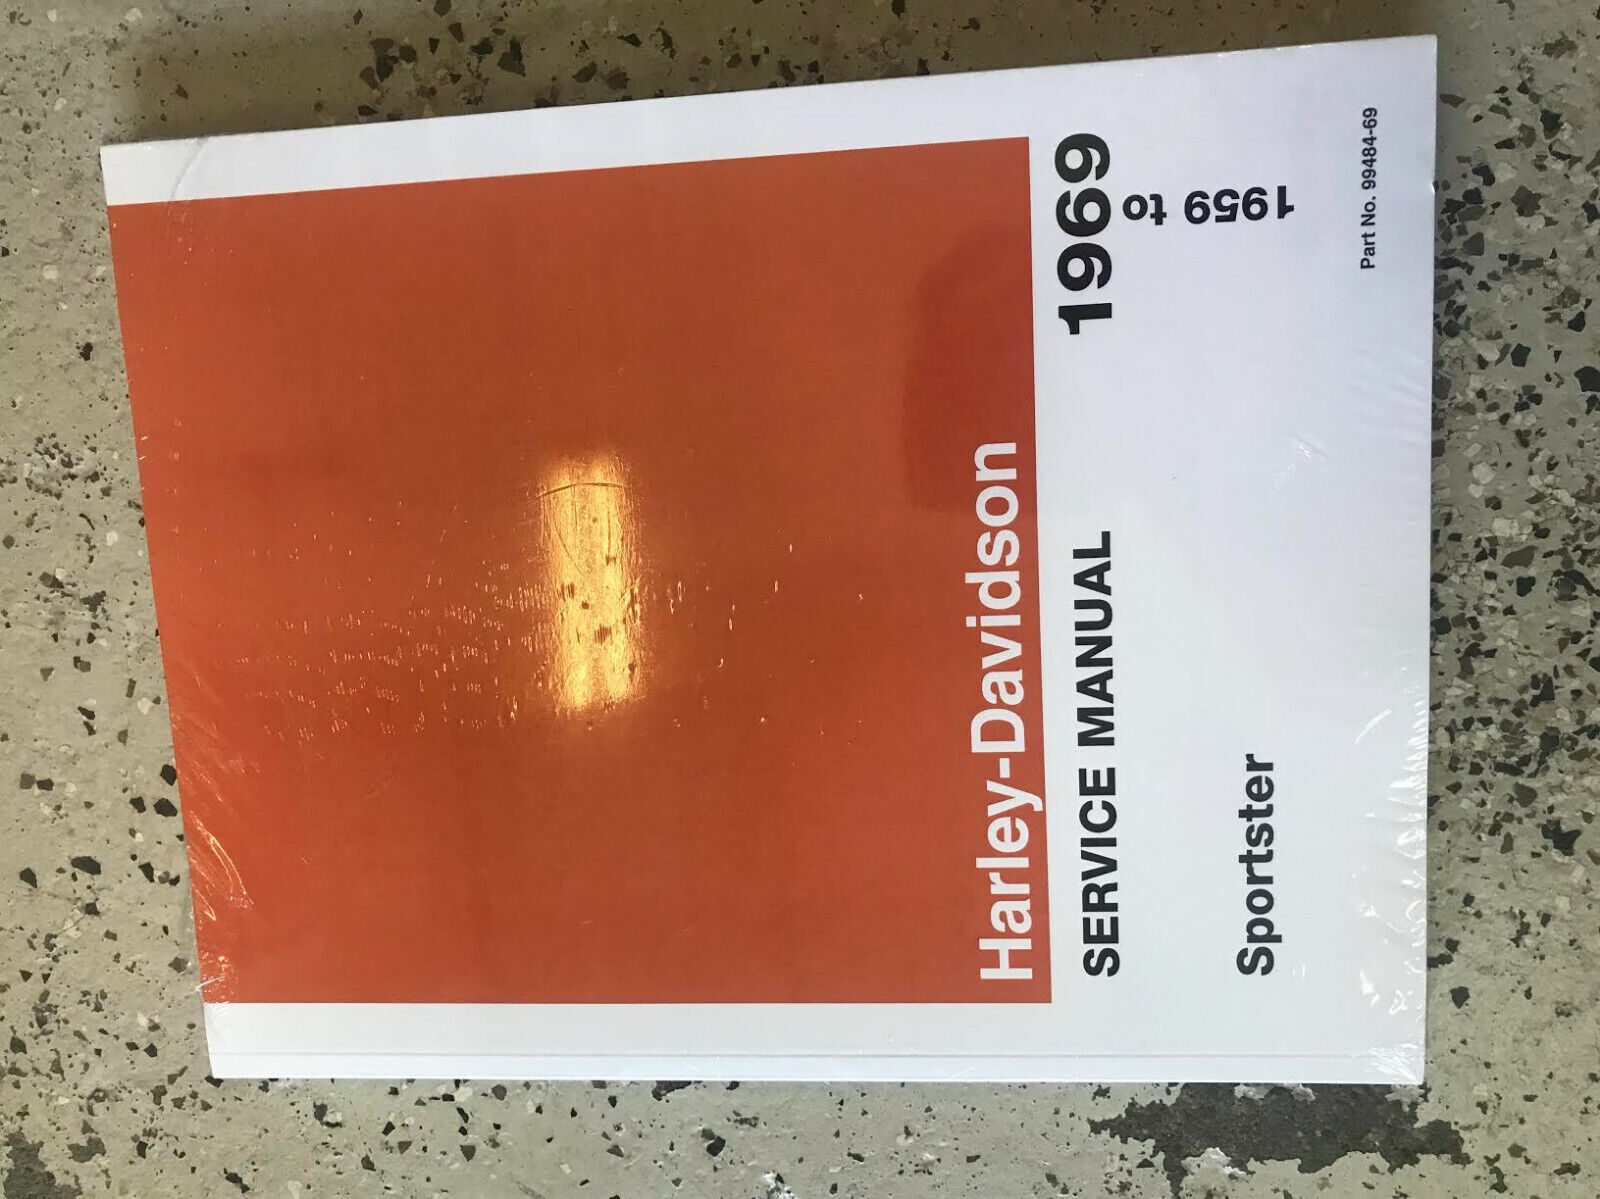 Harley-Davidson
SERVICE MANUAL
1969
to
1959
Sportster
Part No. 99484-69